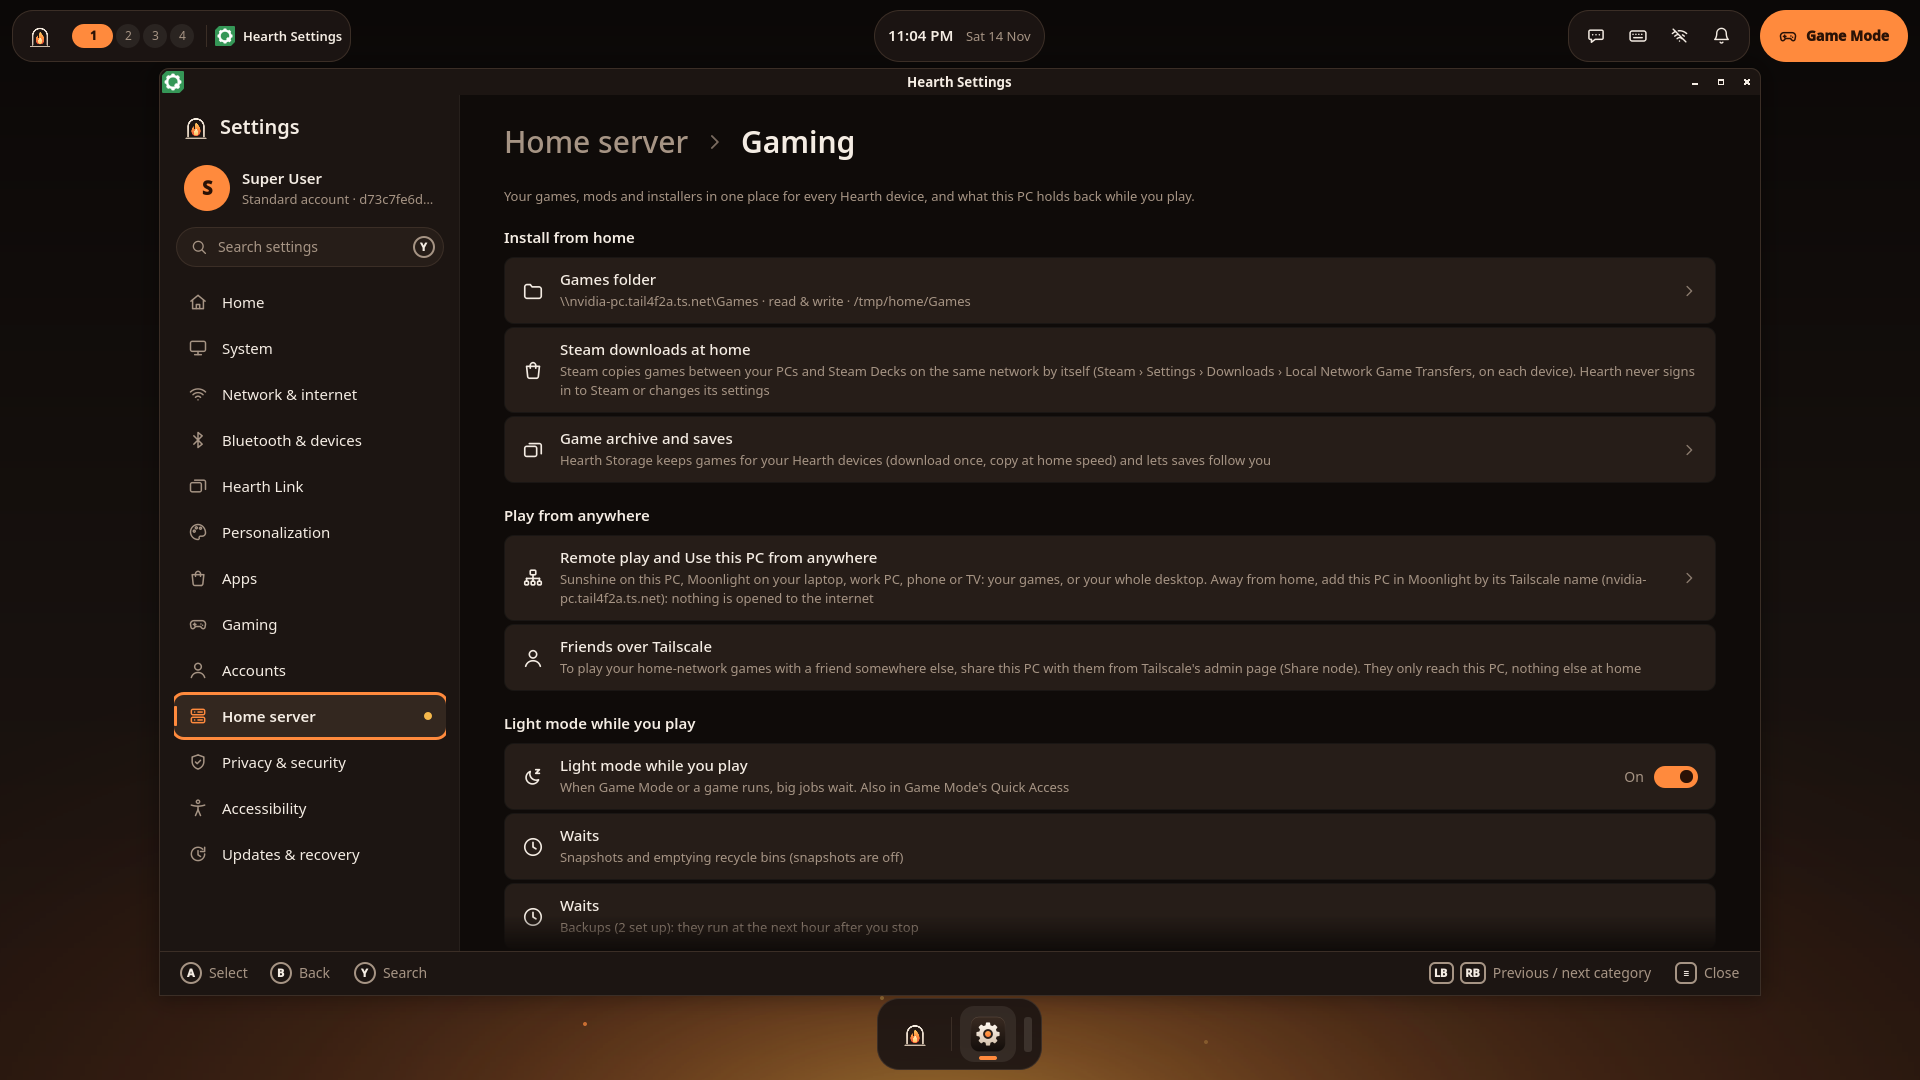 1 2 3 4 Hearth Settings
11:04 PM Sat 14 Nov
Game Mode
Hearth Settings
Settings
S
Super User
Standard account · d73c7fe6d...
Search settings Y
Home
System
Network & internet
Bluetooth & devices
Hearth Link
Personalization
Apps
Gaming
Accounts
Home server
Privacy & security
Accessibility
Updates & recovery
Home server > Gaming
Your games, mods and installers in one place for every Hearth device, and what this PC holds back while you play.
Install from home
Games folder
\\nvidia-pc.tail4f2a.ts.net\Games · read & write · /tmp/home/Games
Steam downloads at home
Steam copies games between your PCs and Steam Decks on the same network by itself (Steam › Settings › Downloads › Local Network Game Transfers, on each device). Hearth never signs
in to Steam or changes its settings
Game archive and saves
Hearth Storage keeps games for your Hearth devices (download once, copy at home speed) and lets saves follow you
Play from anywhere
Remote play and Use this PC from anywhere
Sunshine on this PC, Moonlight on your laptop, work PC, phone or TV: your games, or your whole desktop. Away from home, add this PC in Moonlight by its Tailscale name (nvidia-
pc.tail4f2a.ts.net): nothing is opened to the internet
Friends over Tailscale
To play your home-network games with a friend somewhere else, share this PC with them from Tailscale's admin page (Share node). They only reach this PC, nothing else at home
Light mode while you play
Light mode while you play
When Game Mode or a game runs, big jobs wait. Also in Game Mode's Quick Access
On
Waits
Snapshots and emptying recycle bins (snapshots are off)
Waits
Backups (2 set up): they run at the next hour after you stop
A Select B Back Y Search
LB RB Previous / next category ≡ Close